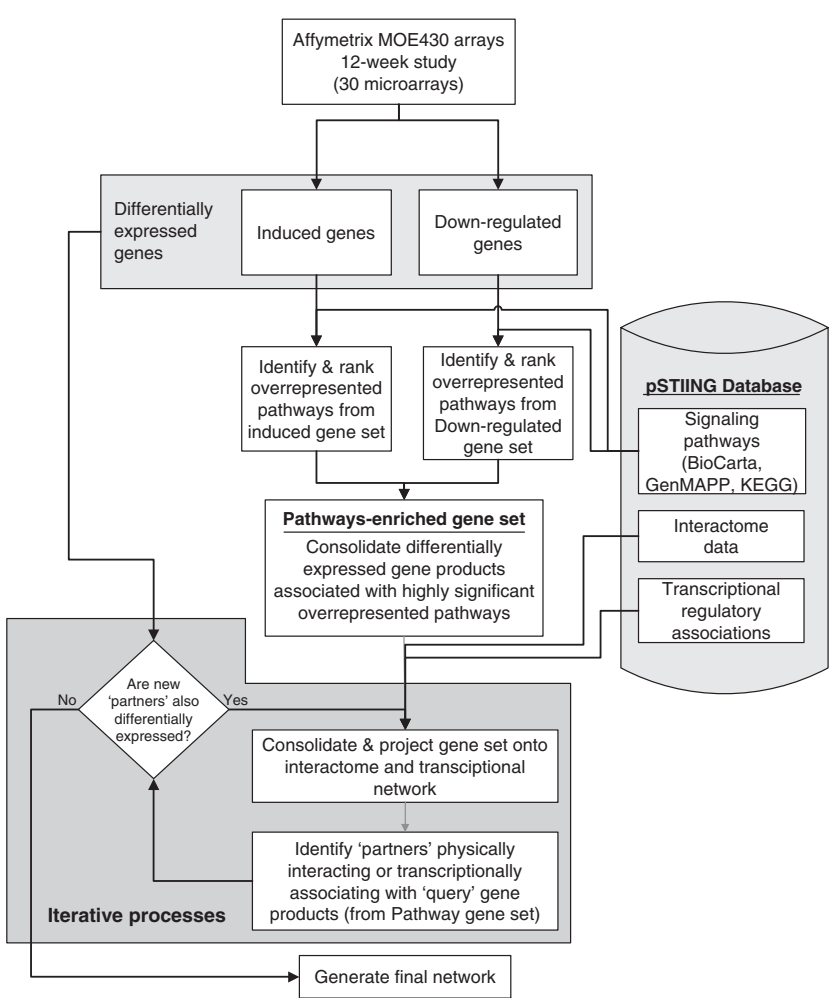 Affymetrix MOE430 arrays
12-week study
(30 microarrays)
Differentially
expressed
genes
Induced genes
Down-regulated
genes
Identify & rank
overrepresented
pathways from
induced gene set
Identify & rank
overrepresented
pathways from
Down-regulated
gene set
pSTIING Database
Signaling
pathways
(BioCarta,
GenMAPP, KEGG)
Interactome
data
Transcriptional
regulatory
associations
Pathways-enriched gene set
Consolidate differentially
expressed gene products
associated with highly significant
overrepresented pathways
No
Are new
‘partners’ also
differentially
expressed?
Yes
Consolidate & project gene set onto
interactome and transciptional
network
Identify ‘partners’ physically
interacting or transcriptionally
associating with ‘query’ gene
products (from Pathway gene set)
Iterative processes
Generate final network